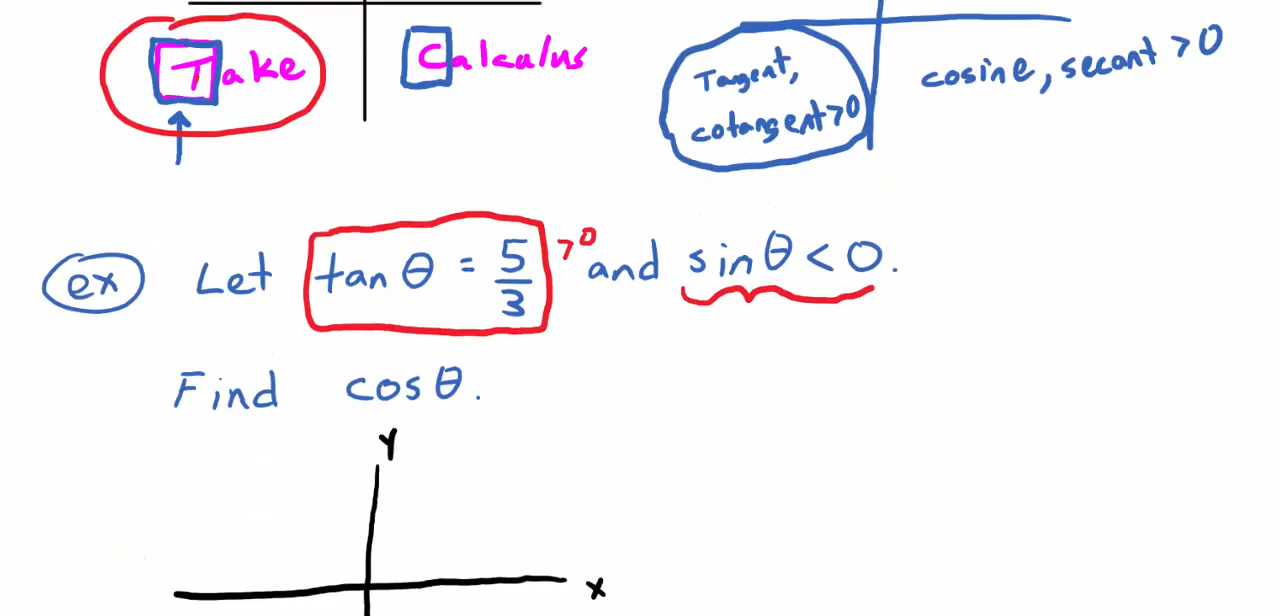 Take
Calculus
Tangent,
cotangent>0
cosine, secant >0
ex Let tan θ = 5/3 >0 and sin θ < 0.
Find cos θ.
Y
x